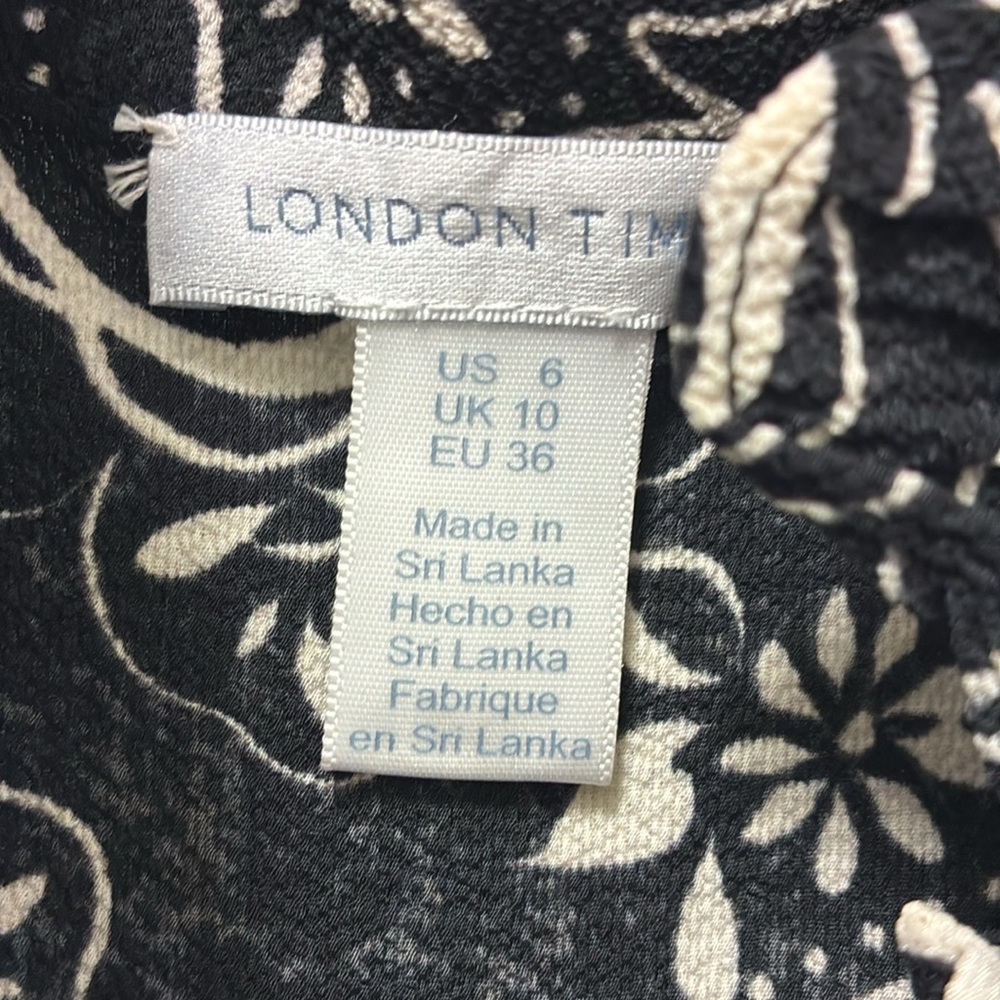 LONDON TIM
US 6
UK 10
EU 36
Made in
Sri Lanka
Hecho en
Sri Lanka
Fabrique
en Sri Lanka